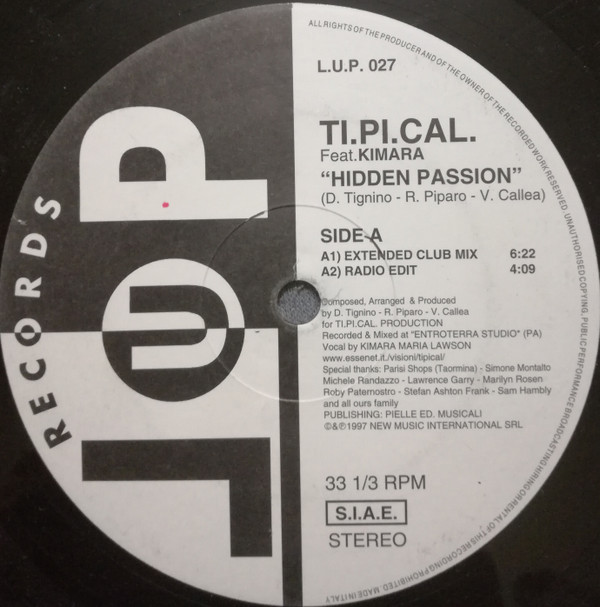 ALL RIGHTS OF THE PRODUCER AND OF THE OWNER OF THE RECORDED WORK RESERVED. UNAUTHORISED COPYING, PUBLIC PERFORMANCE BROADCASTING HIRING OR RENTAL OF THIS RECORDING PROHIBITED. MADE IN ITALY
LUP
RECORDS
L.U.P. 027
TI.PI.CAL.
Feat.KIMARA
“HIDDEN PASSION”
(D. Tignino - R. Piparo - V. Callea)
SIDE A
A1) EXTENDED CLUB MIX 6:22
A2) RADIO EDIT 4:09
Composed, Arranged & Produced
by D. Tignino - R. Piparo - V. Callea
for TI.PI.CAL. PRODUCTION
Recorded & Mixed at "ENTROTERRA STUDIO" (PA)
Vocal by KIMARA MARIA LAWSON
www.essenet.it./visioni/tipical/
Special thanks: Parisi Shops (Taormina) - Simone Montalto
Michele Randazzo - Lawrence Garry - Marilyn Rosen
Roby Paternostro - Stefan Ashton Frank - Sam Hambly
and all ours family
PUBLISHING: PIELLE ED. MUSICALI
©&℗1997 NEW MUSIC INTERNATIONAL SRL
33 1/3 RPM
S.I.A.E.
STEREO